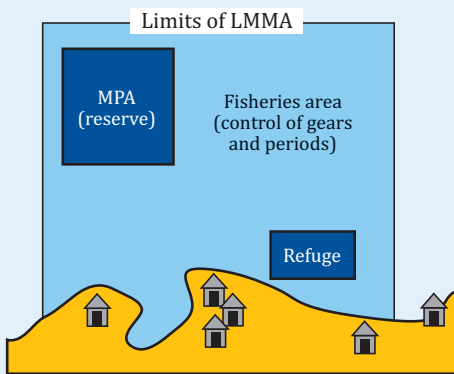 Limits of LMMA
MPA
(reserve)
Fisheries area
(control of gears
and periods)
Refuge